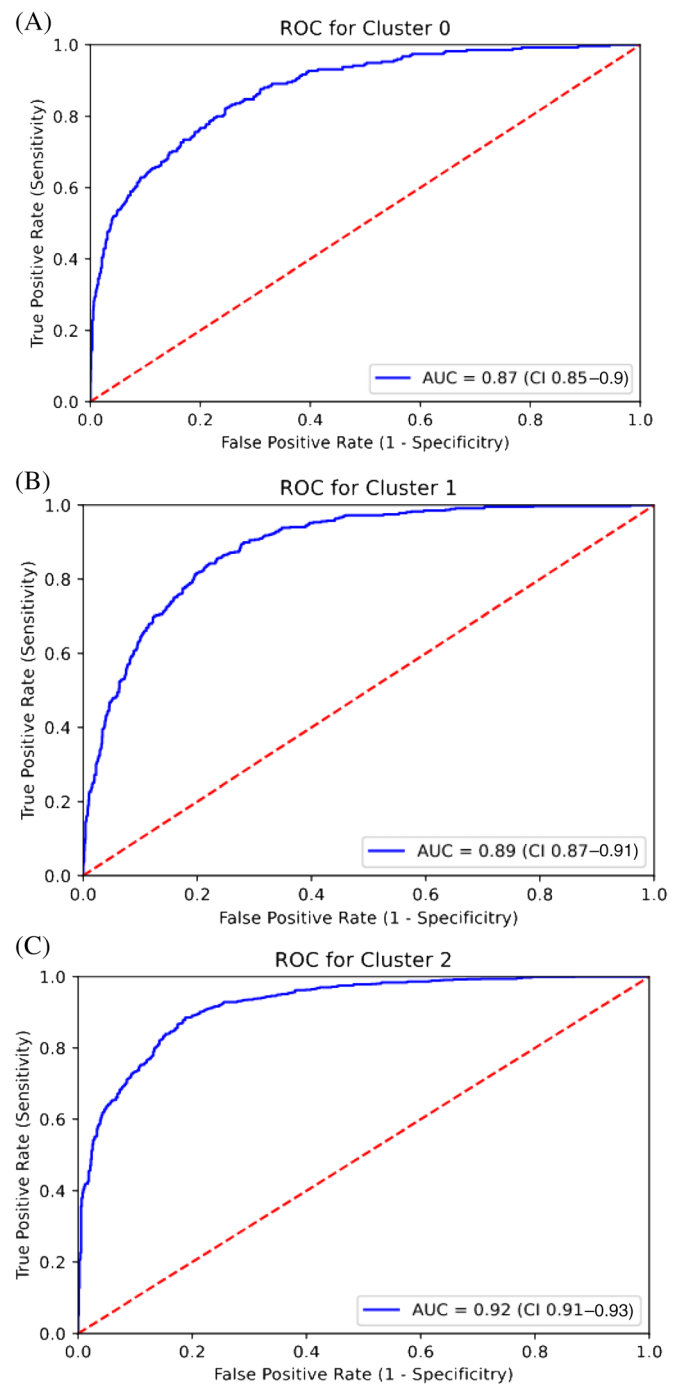 (A)
ROC for Cluster 0
1.0
0.8
0.6
0.4
0.2
0.0
True Positive Rate (Sensitivity)
AUC = 0.87 (CI 0.85–0.9)
0.0 0.2 0.4 0.6 0.8 1.0
False Positive Rate (1 - Specificitry)
(B)
ROC for Cluster 1
1.0
0.8
0.6
0.4
0.2
0.0
True Positive Rate (Sensitivity)
AUC = 0.89 (CI 0.87–0.91)
0.0 0.2 0.4 0.6 0.8 1.0
False Positive Rate (1 - Specificitry)
(C)
ROC for Cluster 2
1.0
0.8
0.6
0.4
0.2
0.0
True Positive Rate (Sensitivity)
AUC = 0.92 (CI 0.91–0.93)
0.0 0.2 0.4 0.6 0.8 1.0
False Positive Rate (1 - Specificitry)